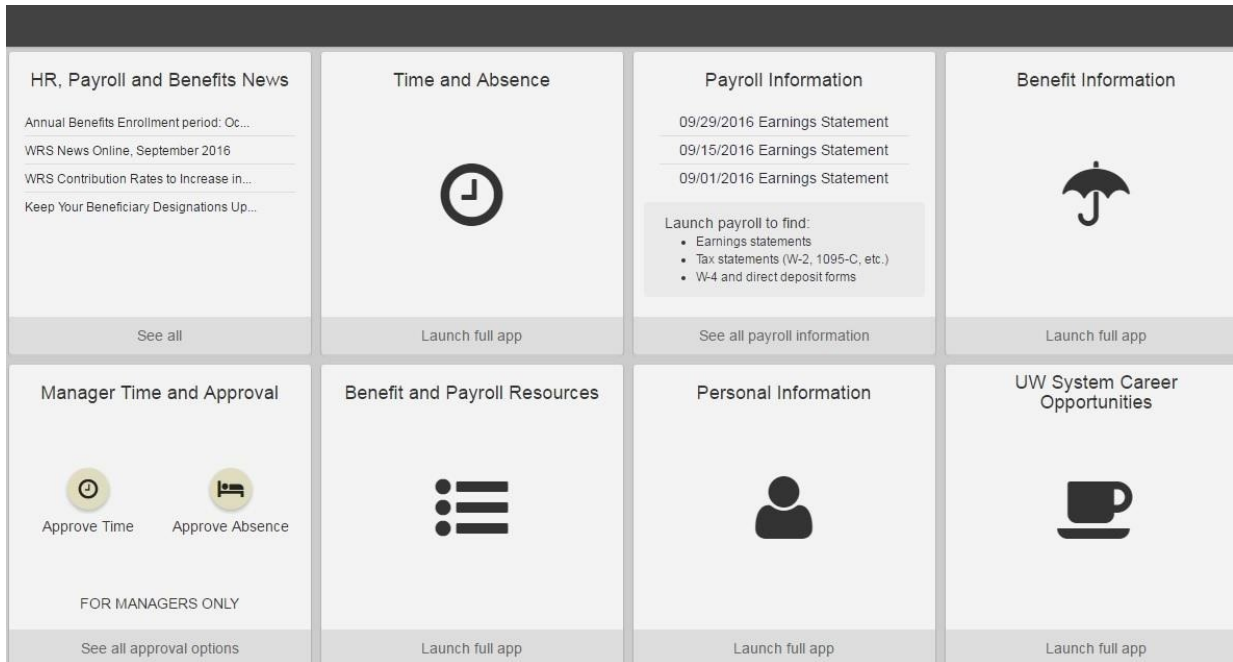 HR, Payroll and Benefits News
Annual Benefits Enrollment period: Oc...
WRS News Online, September 2016
WRS Contribution Rates to Increase in...
Keep Your Beneficiary Designations Up...
See all
Time and Absence
Launch full app
Payroll Information
09/29/2016 Earnings Statement
09/15/2016 Earnings Statement
09/01/2016 Earnings Statement
Launch payroll to find:
• Earnings statements
• Tax statements (W-2, 1095-C, etc.)
• W-4 and direct deposit forms
See all payroll information
Benefit Information
Launch full app
Manager Time and Approval
Approve Time
Approve Absence
FOR MANAGERS ONLY
See all approval options
Benefit and Payroll Resources
Launch full app
Personal Information
Launch full app
UW System Career
Opportunities
Launch full app